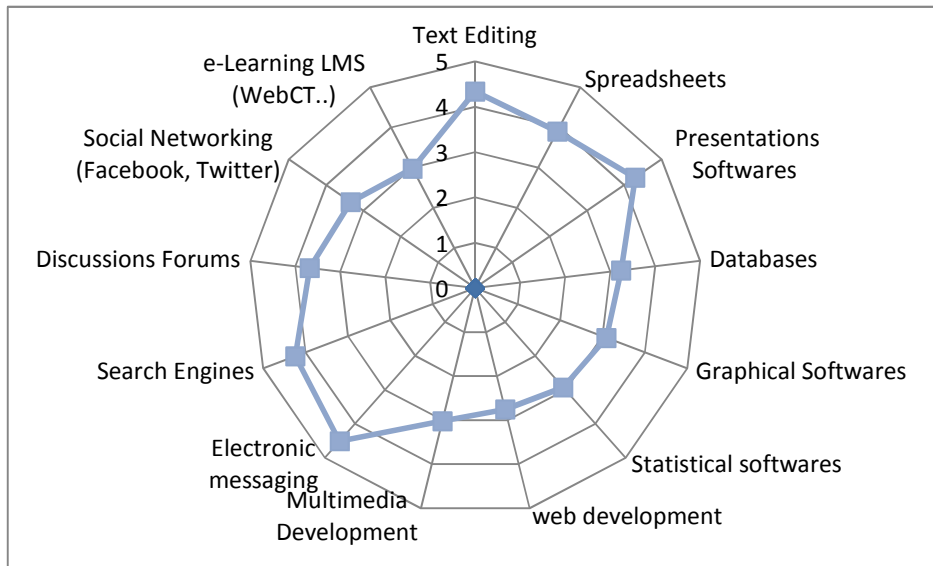 Text Editing
Spreadsheets
Presentations
Softwares
Databases
Graphical Softwares
Statistical softwares
web development
Multimedia
Development
Electronic
messaging
Search Engines
Discussions Forums
Social Networking
(Facebook, Twitter)
e-Learning LMS
(WebCT..)
5
4
3
2
1
0